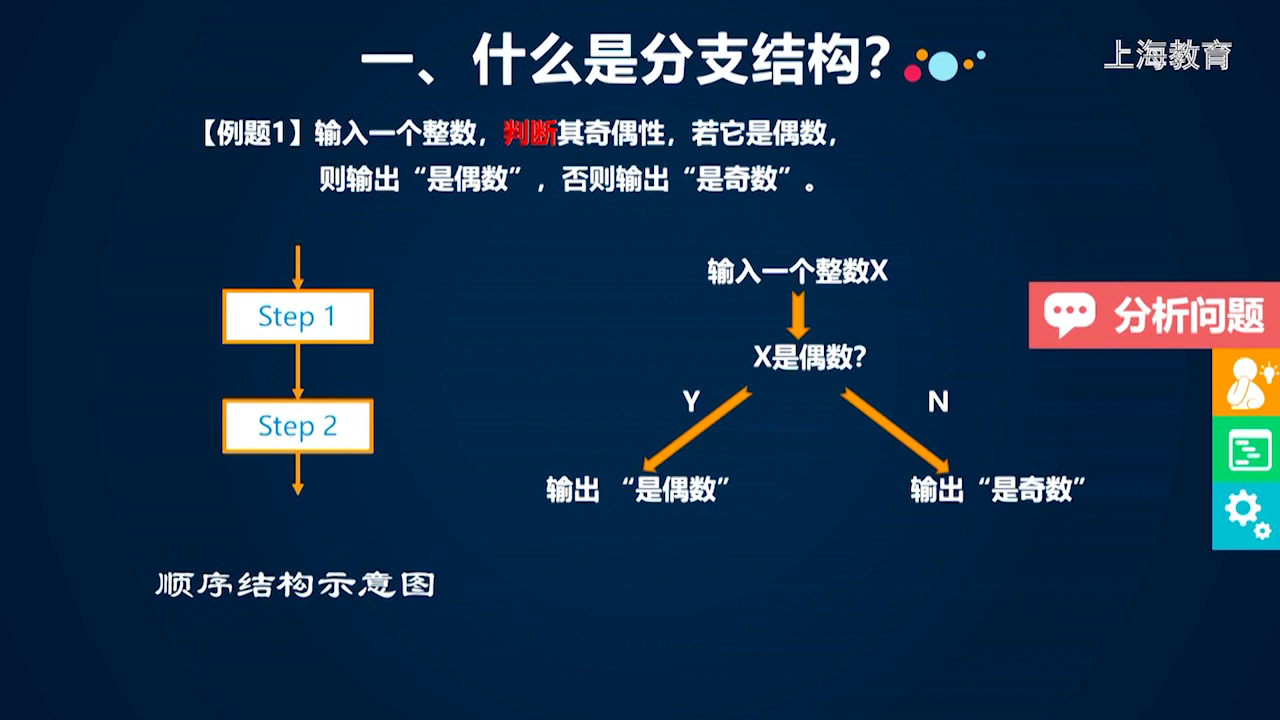 一、什么是分支结构？
上海教育
【例题1】输入一个整数，判断其奇偶性，若它是偶数，
则输出“是偶数”，否则输出“是奇数”。
Step 1
Step 2
顺序结构示意图
输入一个整数X
X是偶数？
Y
N
输出 “是偶数”
输出“是奇数”
分析问题